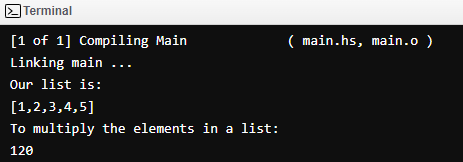 Terminal
[1 of 1] Compiling Main             ( main.hs, main.o )
Linking main ...
Our list is:
[1,2,3,4,5]
To multiply the elements in a list:
120